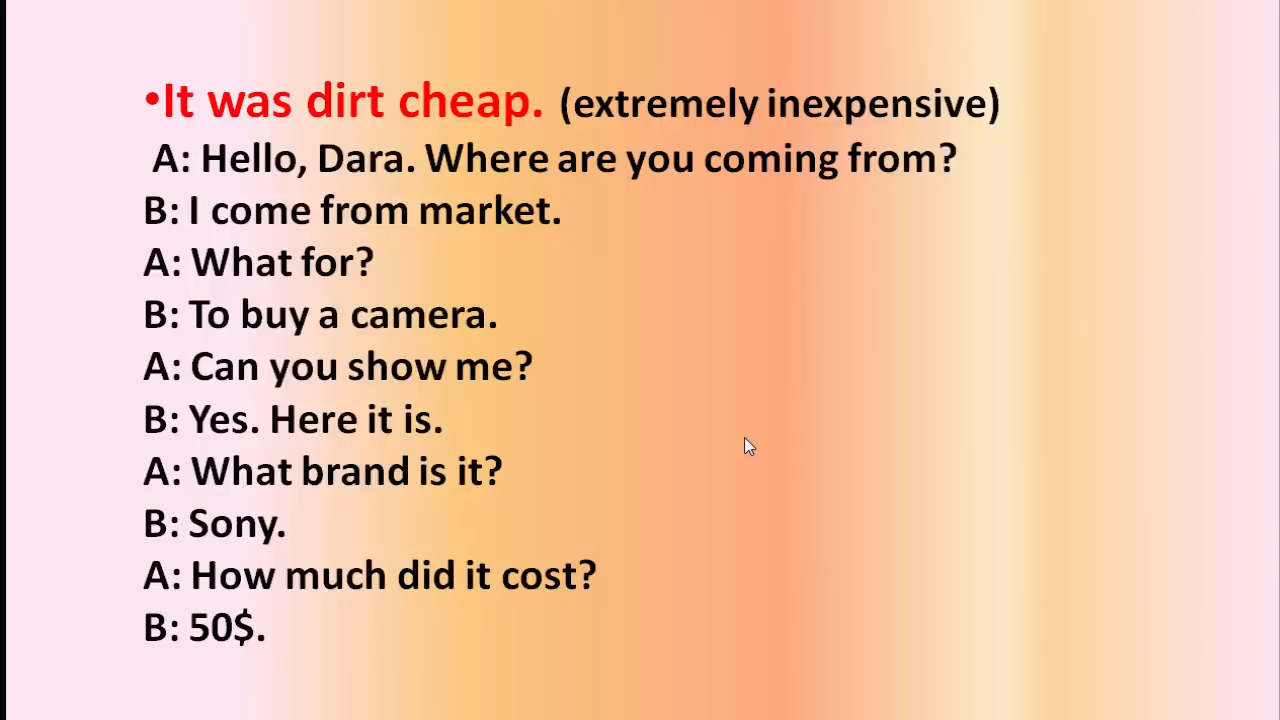 •It was dirt cheap. (extremely inexpensive)
A: Hello, Dara. Where are you coming from?
B: I come from market.
A: What for?
B: To buy a camera.
A: Can you show me?
B: Yes. Here it is.
A: What brand is it?
B: Sony.
A: How much did it cost?
B: 50$.